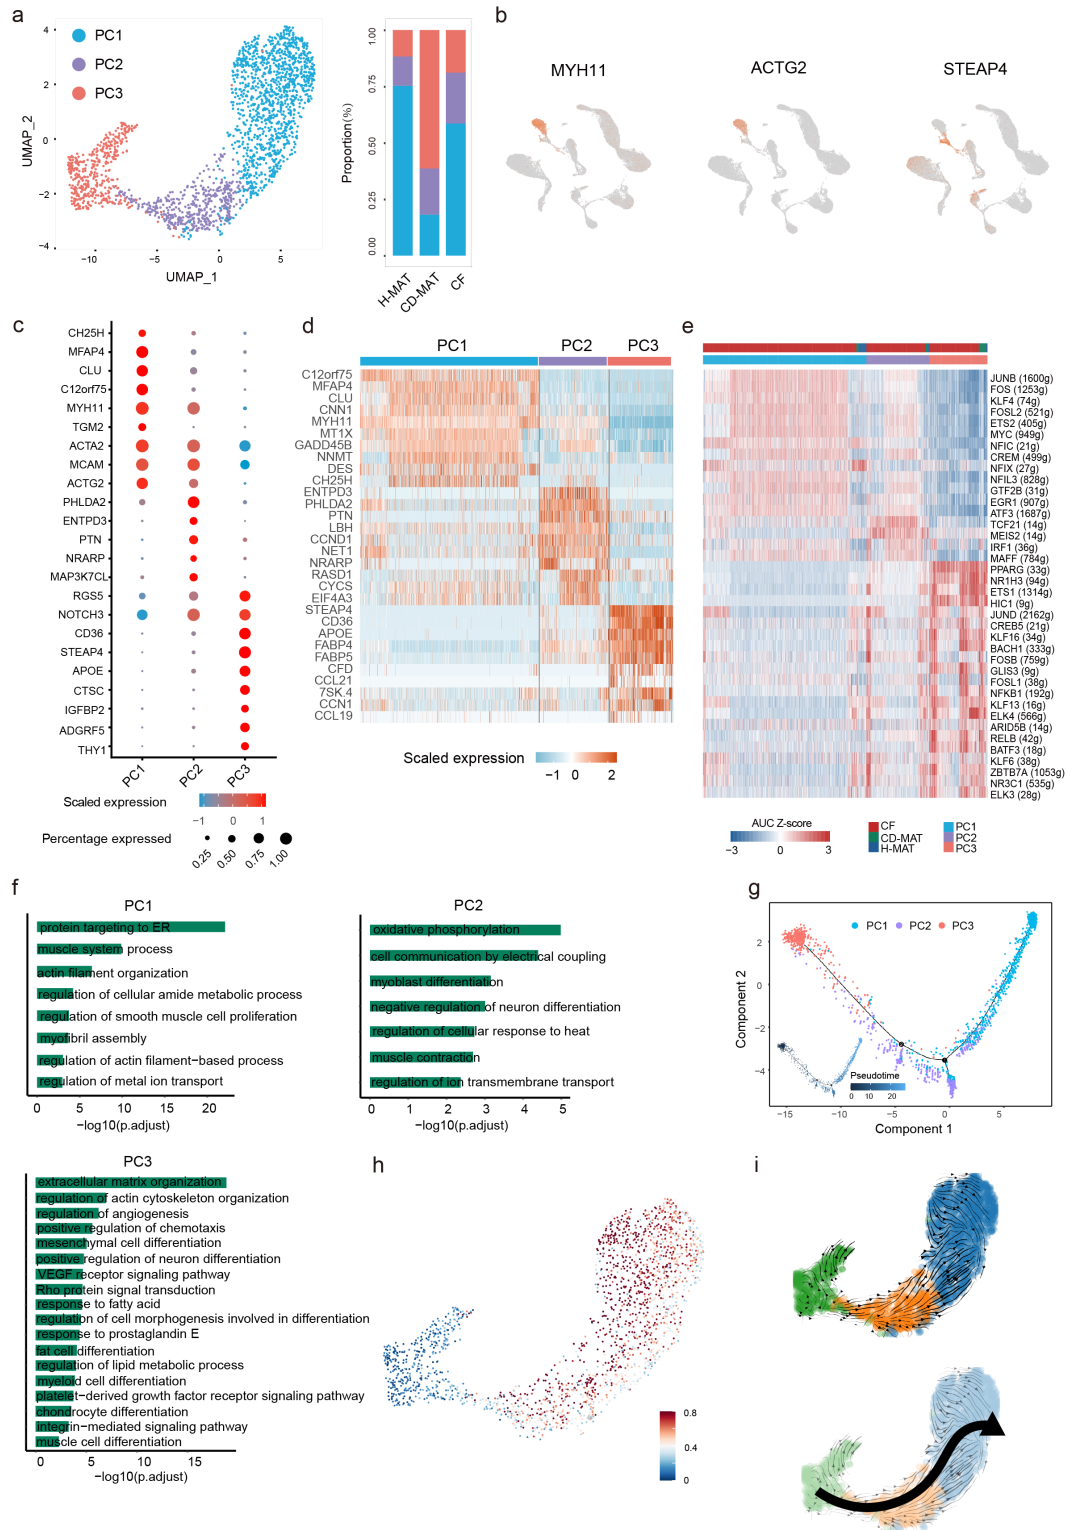 a
PC1
PC2
PC3
4
2
0
−2
−4
UMAP_2
−10
−5
0
5
UMAP_1
Proportion(%)
1.00
0.75
0.50
0.25
0.00
H-MAT
CD-MAT
CF
b
MYH11
ACTG2
STEAP4
c
CH25H
MFAP4
CLU
C12orf75
MYH11
TGM2
ACTA2
MCAM
ACTG2
PHLDA2
ENTPD3
PTN
NRARP
MAP3K7CL
RGS5
NOTCH3
CD36
STEAP4
APOE
CTSC
IGFBP2
ADGRF5
THY1
PC1
PC2
PC3
Scaled expression
−1 0 1
Percentage expressed
0.25
0.50
0.75
1.00
d
PC1
PC2
PC3
C12orf75
MFAP4
CLU
CNN1
MYH11
MT1X
GADD45B
NNMT
DES
CH25H
ENTPD3
PHLDA2
PTN
LBH
CCND1
NET1
NRARP
RASD1
CYCS
EIF4A3
STEAP4
CD36
APOE
FABP4
FABP5
CFD
CCL21
7SK.4
CCN1
CCL19
Scaled expression
−1 0 2
e
JUNB (1600g)
FOS (1253g)
KLF4 (74g)
FOSL2 (521g)
ETS2 (405g)
MYC (949g)
NFIC (21g)
CREM (499g)
NFIX (27g)
NFIL3 (828g)
GTF2B (31g)
EGR1 (907g)
ATF3 (1687g)
TCF21 (14g)
MEIS2 (14g)
IRF1 (36g)
MAFF (784g)
PPARG (33g)
NR1H3 (94g)
ETS1 (1314g)
HIC1 (9g)
JUND (2162g)
CREB5 (21g)
KLF16 (34g)
BACH1 (333g)
FOSB (759g)
GLIS3 (9g)
FOSL1 (38g)
NFKB1 (192g)
KLF13 (16g)
ELK4 (566g)
ARID5B (14g)
RELB (42g)
BATF3 (18g)
KLF6 (38g)
ZBTB7A (1053g)
NR3C1 (535g)
ELK3 (28g)
AUC Z-score
−3 0 3
CF
CD-MAT
H-MAT
PC1
PC2
PC3
f
PC1
protein targeting to ER
muscle system process
actin filament organization
regulation of cellular amide metabolic process
regulation of smooth muscle cell proliferation
myofibril assembly
regulation of actin filament−based process
regulation of metal ion transport
0 5 10 15 20
−log10(p.adjust)
PC2
oxidative phosphorylation
cell communication by electrical coupling
myoblast differentiation
negative regulation of neuron differentiation
regulation of cellular response to heat
muscle contraction
regulation of ion transmembrane transport
0 1 2 3 4 5
−log10(p.adjust)
PC3
extracellular matrix organization
regulation of actin cytoskeleton organization
regulation of angiogenesis
positive regulation of chemotaxis
mesenchymal cell differentiation
positive regulation of neuron differentiation
VEGF receptor signaling pathway
Rho protein signal transduction
response to fatty acid
regulation of cell morphogenesis involved in differentiation
response to prostaglandin E
fat cell differentiation
regulation of lipid metabolic process
myeloid cell differentiation
platelet−derived growth factor receptor signaling pathway
chondrocyte differentiation
integrin−mediated signaling pathway
muscle cell differentiation
0 5 10 15
−log10(p.adjust)
g
PC1 PC2 PC3
2
0
−2
−4
Component 2
Pseudotime
0 10 20
−15 −10 −5 0 5
Component 1
h
0.8
0.4
0
i